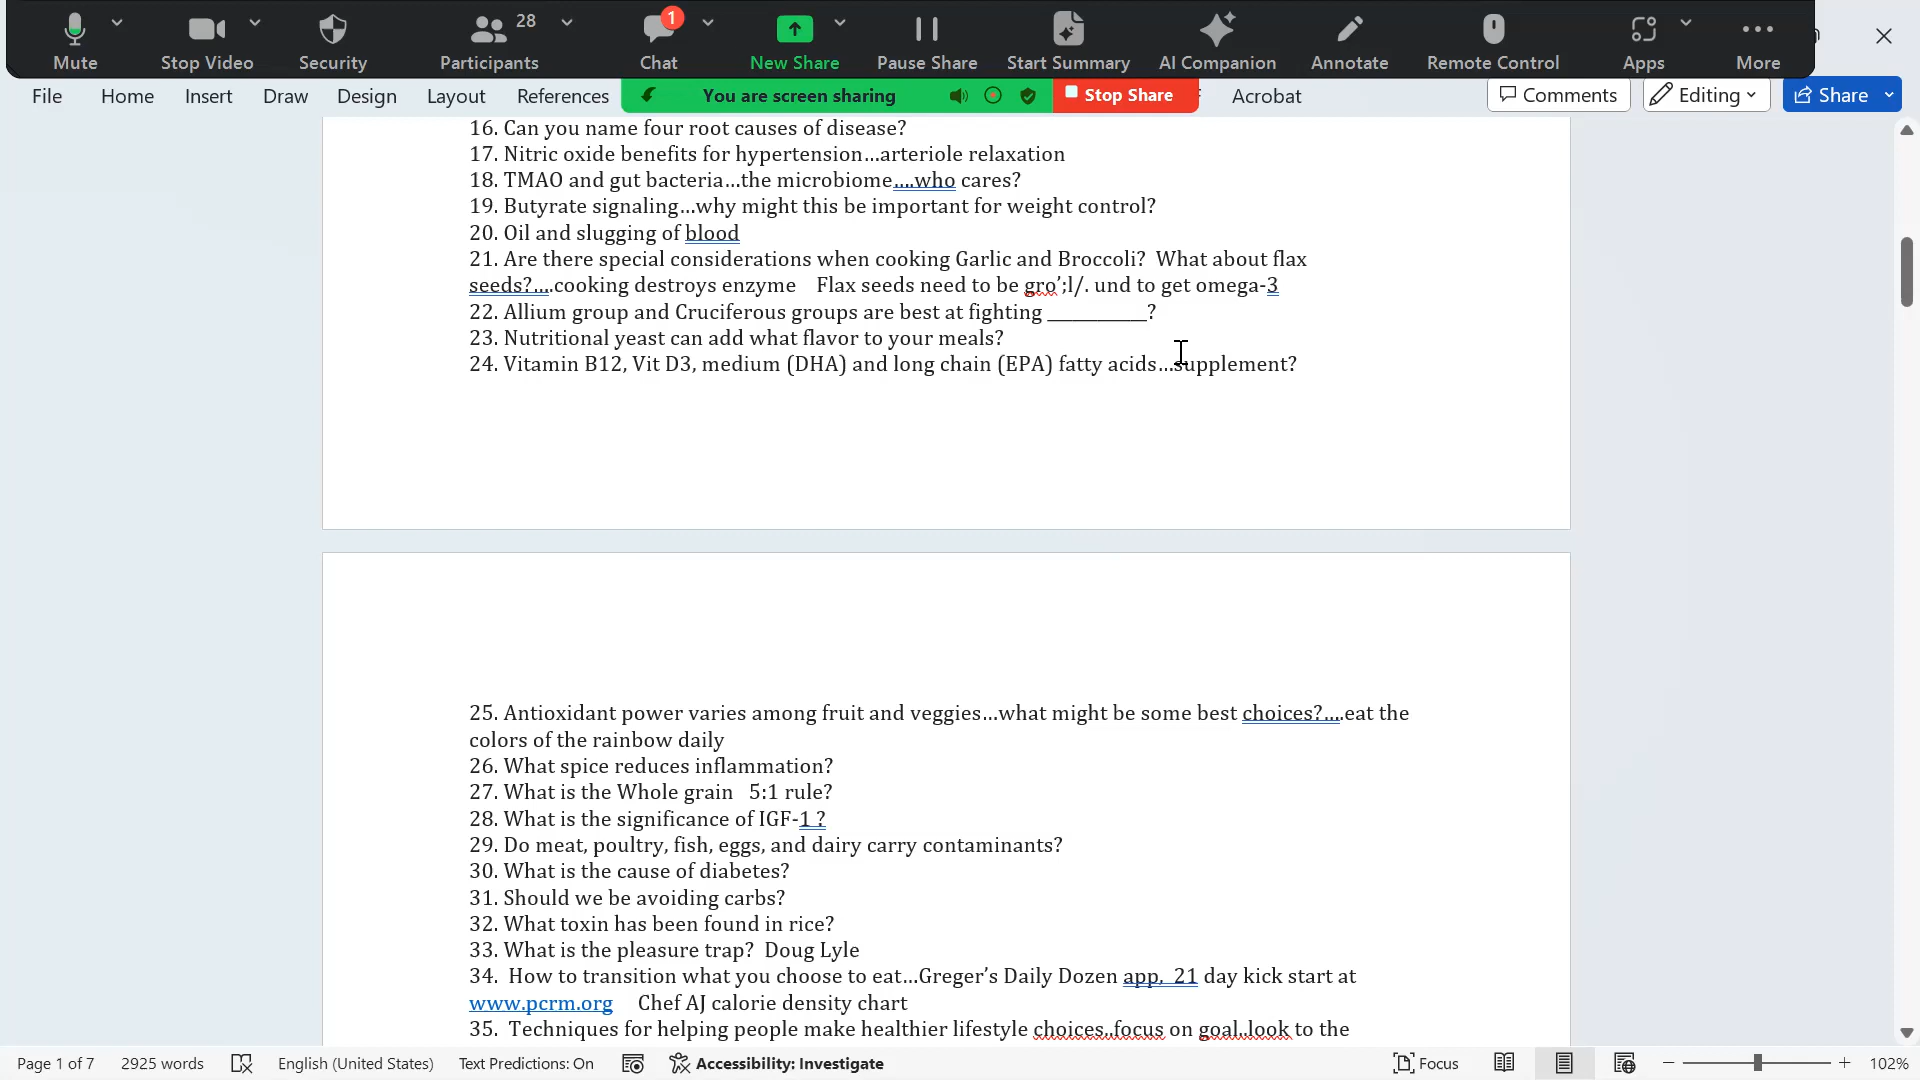 Mute
Stop Video
Security
28
Participants
1
Chat
New Share
Pause Share
Start Summary
AI Companion
Annotate
Remote Control
Apps
More
File
Home
Insert
Draw
Design
Layout
References
You are screen sharing
Stop Share
Acrobat
Comments
Editing
Share
16. Can you name four root causes of disease?
17. Nitric oxide benefits for hypertension…arteriole relaxation
18. TMAO and gut bacteria…the microbiome….who cares?
19. Butyrate signaling…why might this be important for weight control?
20. Oil and slugging of blood
21. Are there special considerations when cooking Garlic and Broccoli?  What about flax
seeds?….cooking destroys enzyme    Flax seeds need to be gro’;l/. und to get omega-3
22. Allium group and Cruciferous groups are best at fighting ___________?
23. Nutritional yeast can add what flavor to your meals?
24. Vitamin B12, Vit D3, medium (DHA) and long chain (EPA) fatty acids…supplement?
25. Antioxidant power varies among fruit and veggies…what might be some best choices?….eat the
colors of the rainbow daily
26. What spice reduces inflammation?
27. What is the Whole grain   5:1 rule?
28. What is the significance of IGF-1 ?
29. Do meat, poultry, fish, eggs, and dairy carry contaminants?
30. What is the cause of diabetes?
31. Should we be avoiding carbs?
32. What toxin has been found in rice?
33. What is the pleasure trap?  Doug Lyle
34.  How to transition what you choose to eat…Greger’s Daily Dozen app,  21 day kick start at
www.pcrm.org     Chef AJ calorie density chart
35.  Techniques for helping people make healthier lifestyle choices..focus on goal..look to the
Page 1 of 7
2925 words
English (United States)
Text Predictions: On
Accessibility: Investigate
Focus
102%